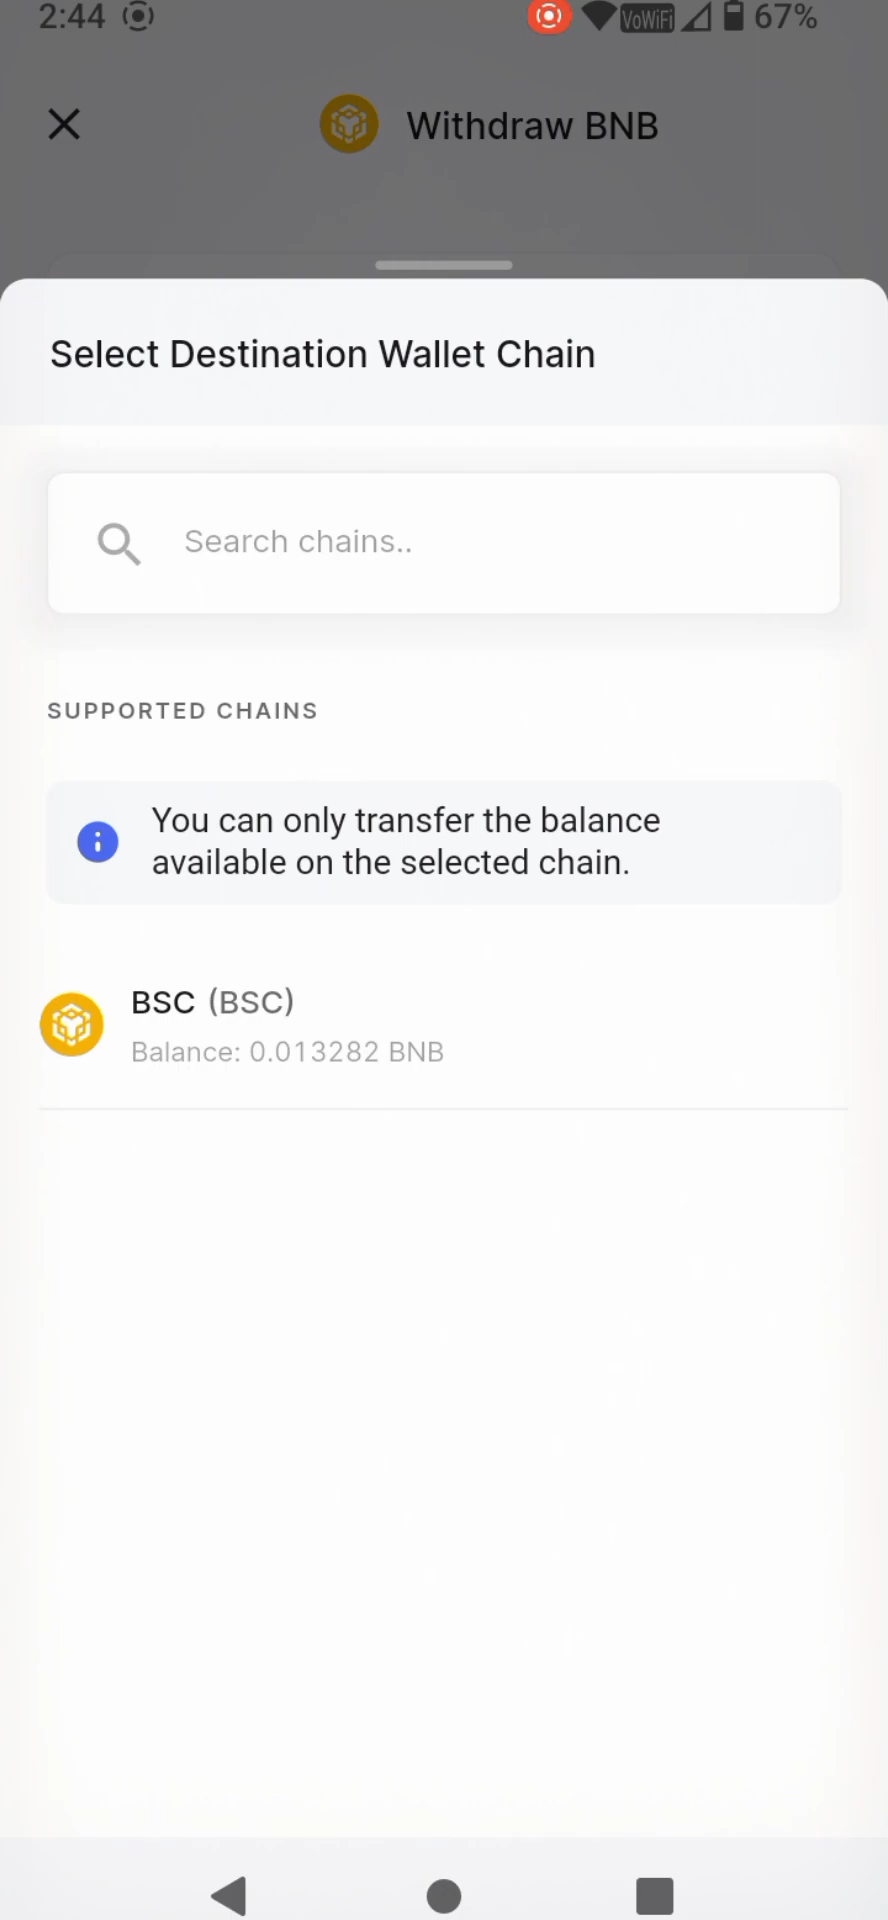 2:44
VoWiFi 67%
Withdraw BNB
Select Destination Wallet Chain
Search chains..
SUPPORTED CHAINS
You can only transfer the balance
available on the selected chain.
BSC (BSC)
Balance: 0.013282 BNB